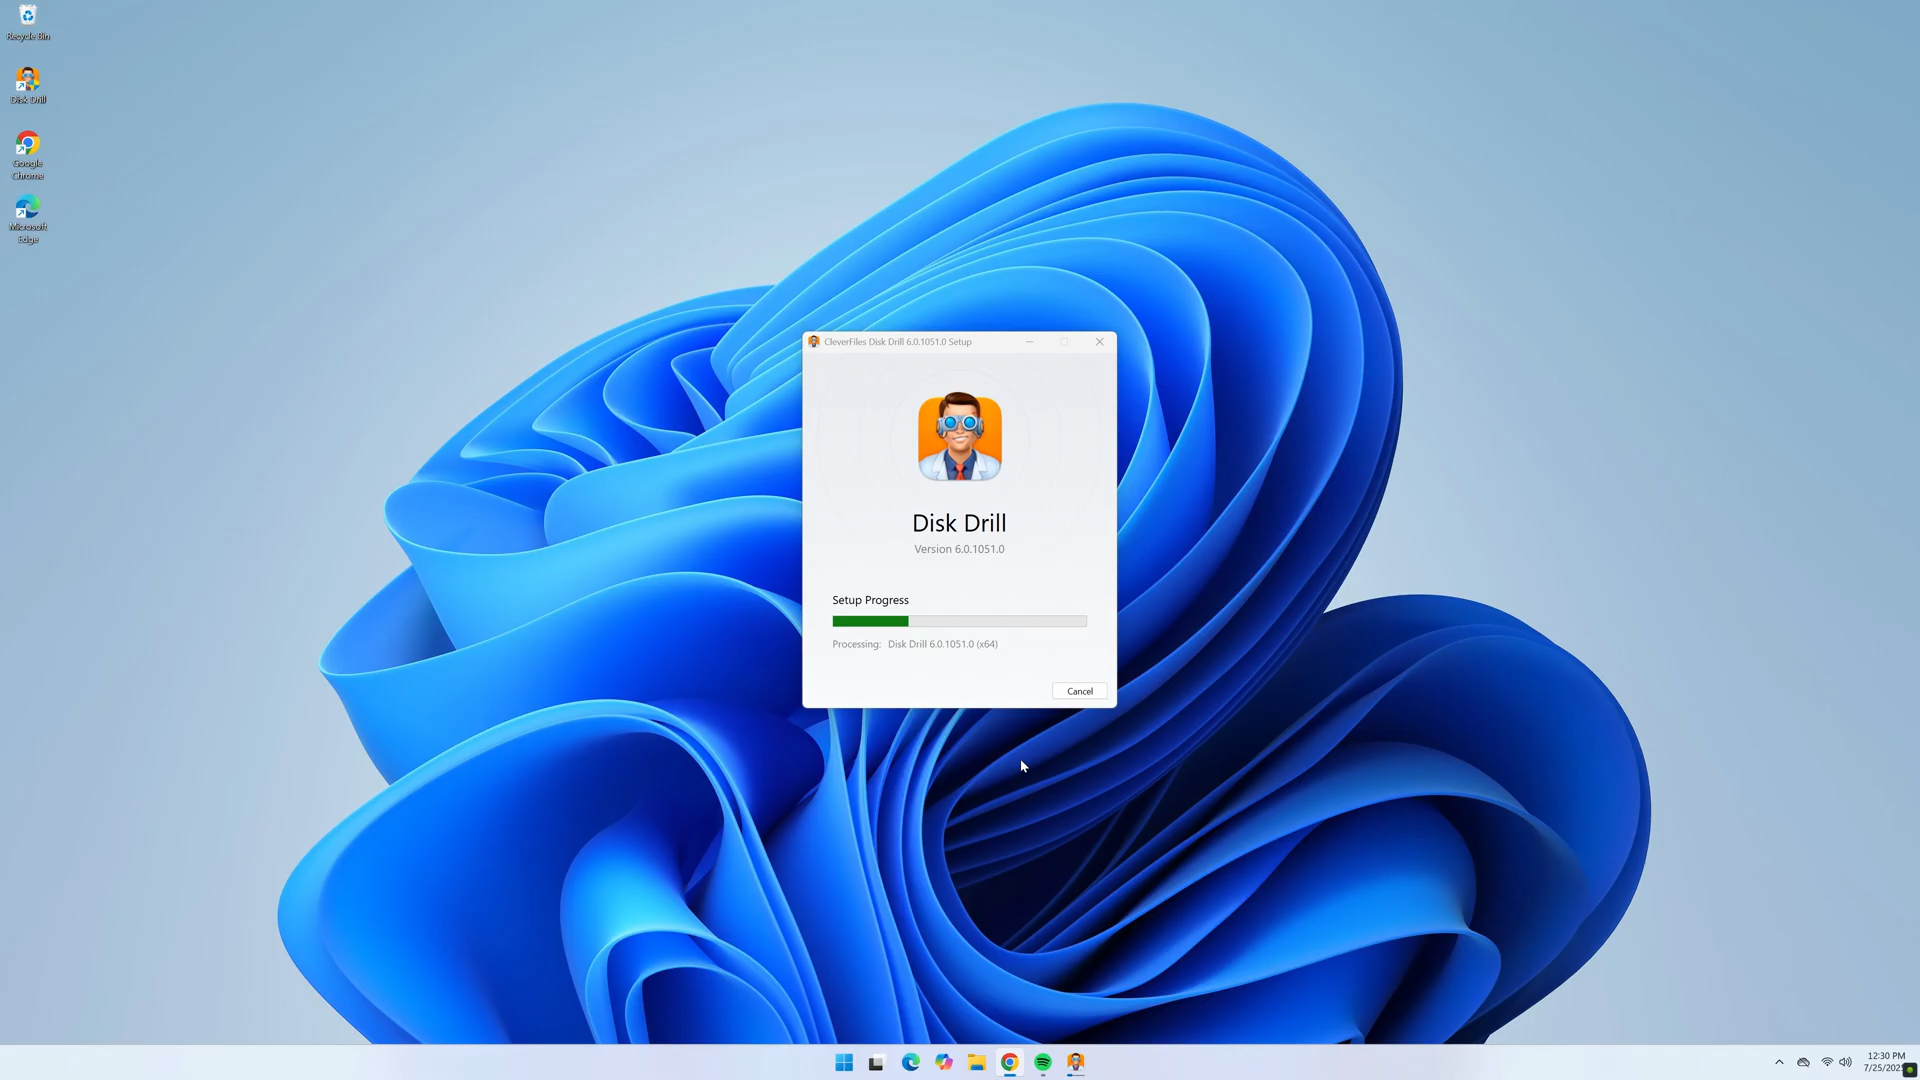 Recycle Bin
Disk Drill
Google
Chrome
Microsoft
Edge
CleverFiles Disk Drill 6.0.1051.0 Setup
Disk Drill
Version 6.0.1051.0
Setup Progress
Processing: Disk Drill 6.0.1051.0 (x64)
Cancel
12:30 PM